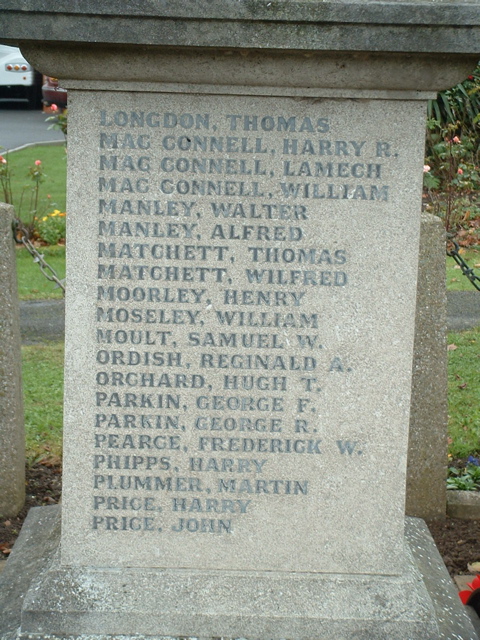 LONGDON, THOMAS
MAC CONNELL, HARRY R.
MAC CONNELL, LAMECH
MAC CONNELL, WILLIAM
MANLEY, WALTER
MANLEY, ALFRED
MATCHETT, THOMAS
MATCHETT, WILFRED
MOORLEY, HENRY
MOSELEY, WILLIAM
MOULT, SAMUEL W.
ORDISH, REGINALD A.
ORCHARD, HUGH T.
PARKIN, GEORGE F.
PARKIN, GEORGE R.
PEARCE, FREDERICK W.
PHIPPS, HARRY
PLUMMER, MARTIN
PRICE, HARRY
PRICE, JOHN